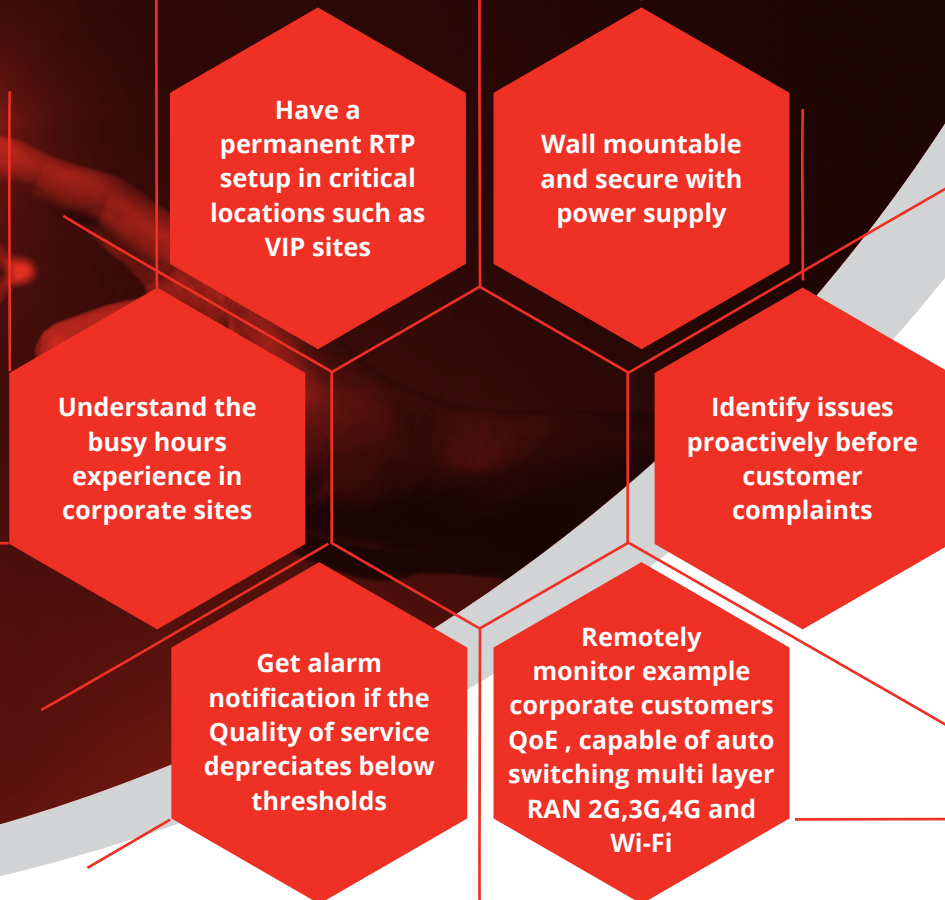 Have a
permanent RTP
setup in critical
locations such as
VIP sites
Wall mountable
and secure with
power supply
Understand the
busy hours
experience in
corporate sites
Identify issues
proactively before
customer
complaints
Get alarm
notification if the
Quality of service
depreciates below
thresholds
Remotely
monitor example
corporate customers
QoE , capable of auto
switching multi layer
RAN 2G,3G,4G and
Wi-Fi